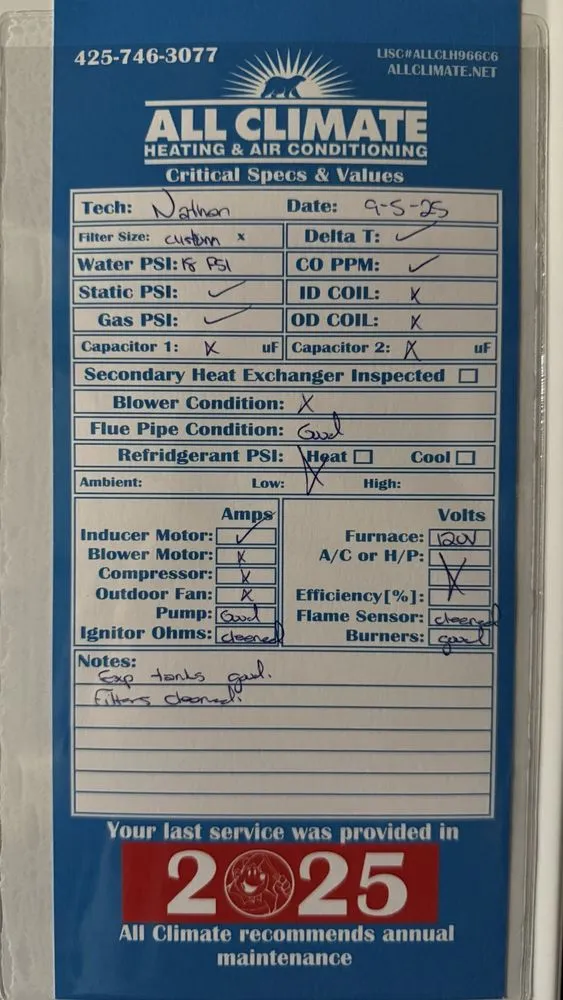 425-746-3077
LISC#ALLCLH966C6
ALLCLIMATE.NET
ALL CLIMATE
HEATING & AIR CONDITIONING
Critical Specs & Values
Tech: Nathan Date: 9-5-25
Filter Size: custom x Delta T: ✓
Water PSI: 18 PSI CO PPM: ✓
Static PSI: ✓ ID COIL: X
Gas PSI: ✓ OD COIL: X
Capacitor 1: X uF Capacitor 2: X uF
Secondary Heat Exchanger Inspected ☐
Blower Condition: X
Flue Pipe Condition: Good
Refridgerant PSI: Heat ☐ Cool ☐
Ambient: Low: High:
Amps
Inducer Motor: ✓
Blower Motor: X
Compressor: X
Outdoor Fan: X
Pump: Good
Ignitor Ohms: cleened
Volts
Furnace: 120V
A/C or H/P: X
Efficiency[%]:
Flame Sensor: cleened
Burners: good
Notes:
Exp tanks good.
Filters cleaned.
Your last service was provided in
2025
All Climate recommends annual
maintenance